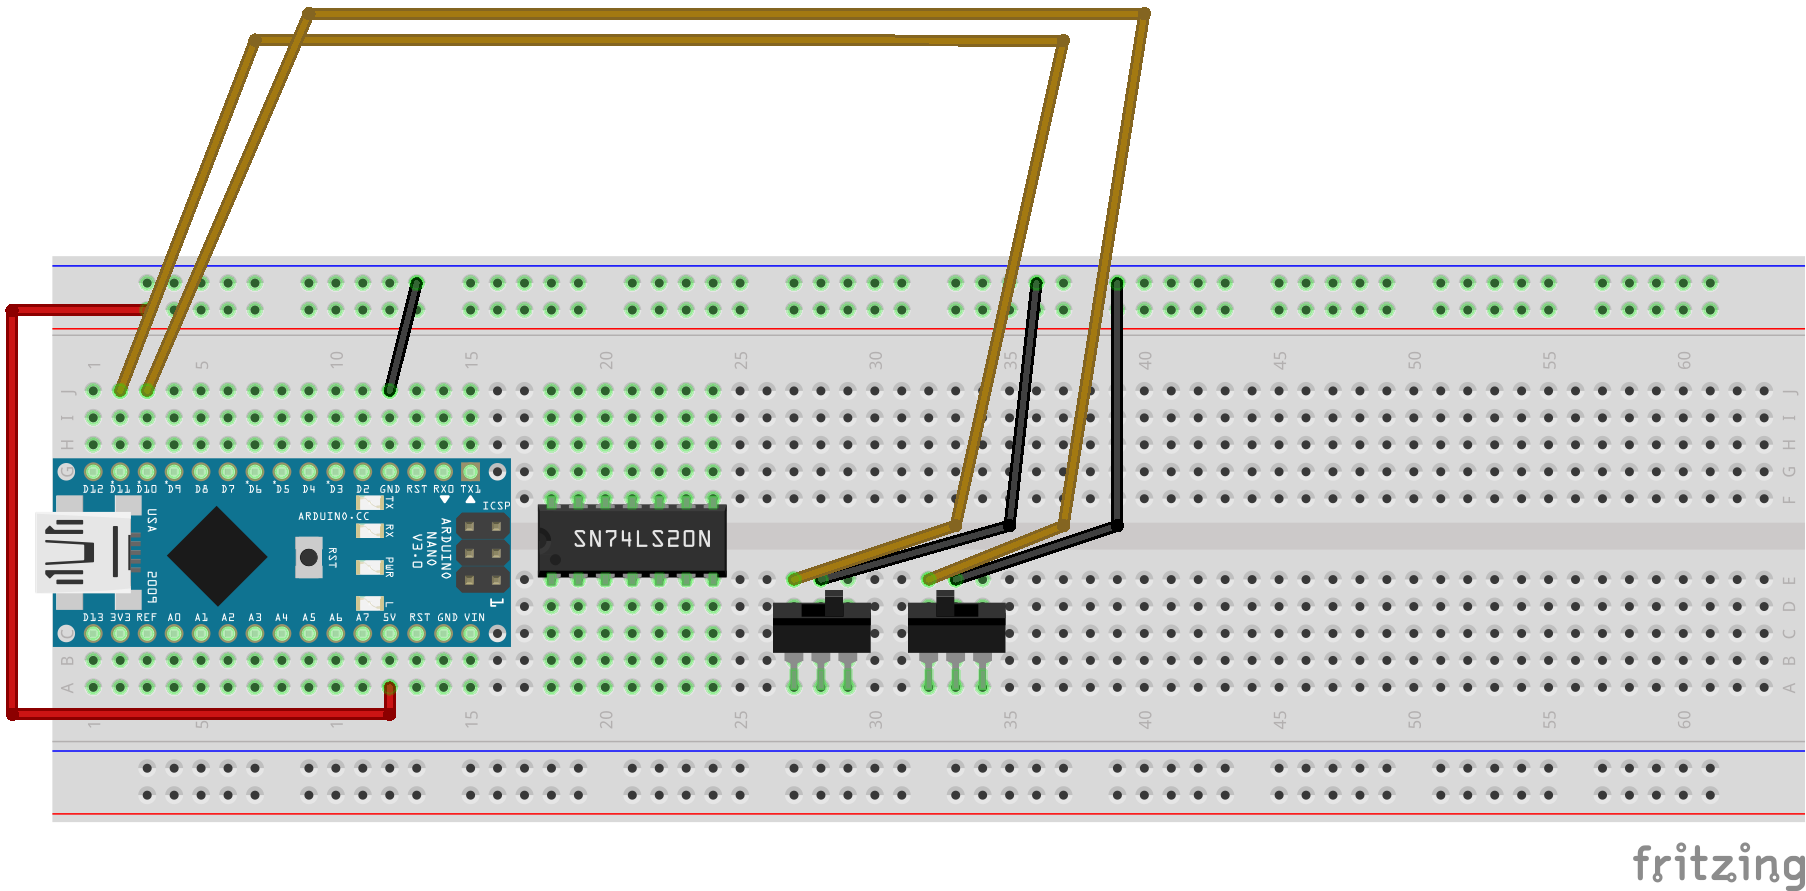 1 5 10 15 20 25 30 35 40 45 50 55 60
J J
I I
H H
G G
F
D12 D11 D10 D9 D8 D7 D6 D5 D4 D3 D2 GND RST RX0 TX1
USA
ARDUINO.CC
TX
RX
ICSP
RST
PWR
L
ARDUINO
NANO
V3.0
1
2009
SN74LS20N
E
D
D13 3V3 REF A0 A1 A2 A3 A4 A5 A6 A7 5V RST GND VIN
C C
B B
A A
1 5 10 15 20 25 30 35 40 45 50 55 60
fritzing